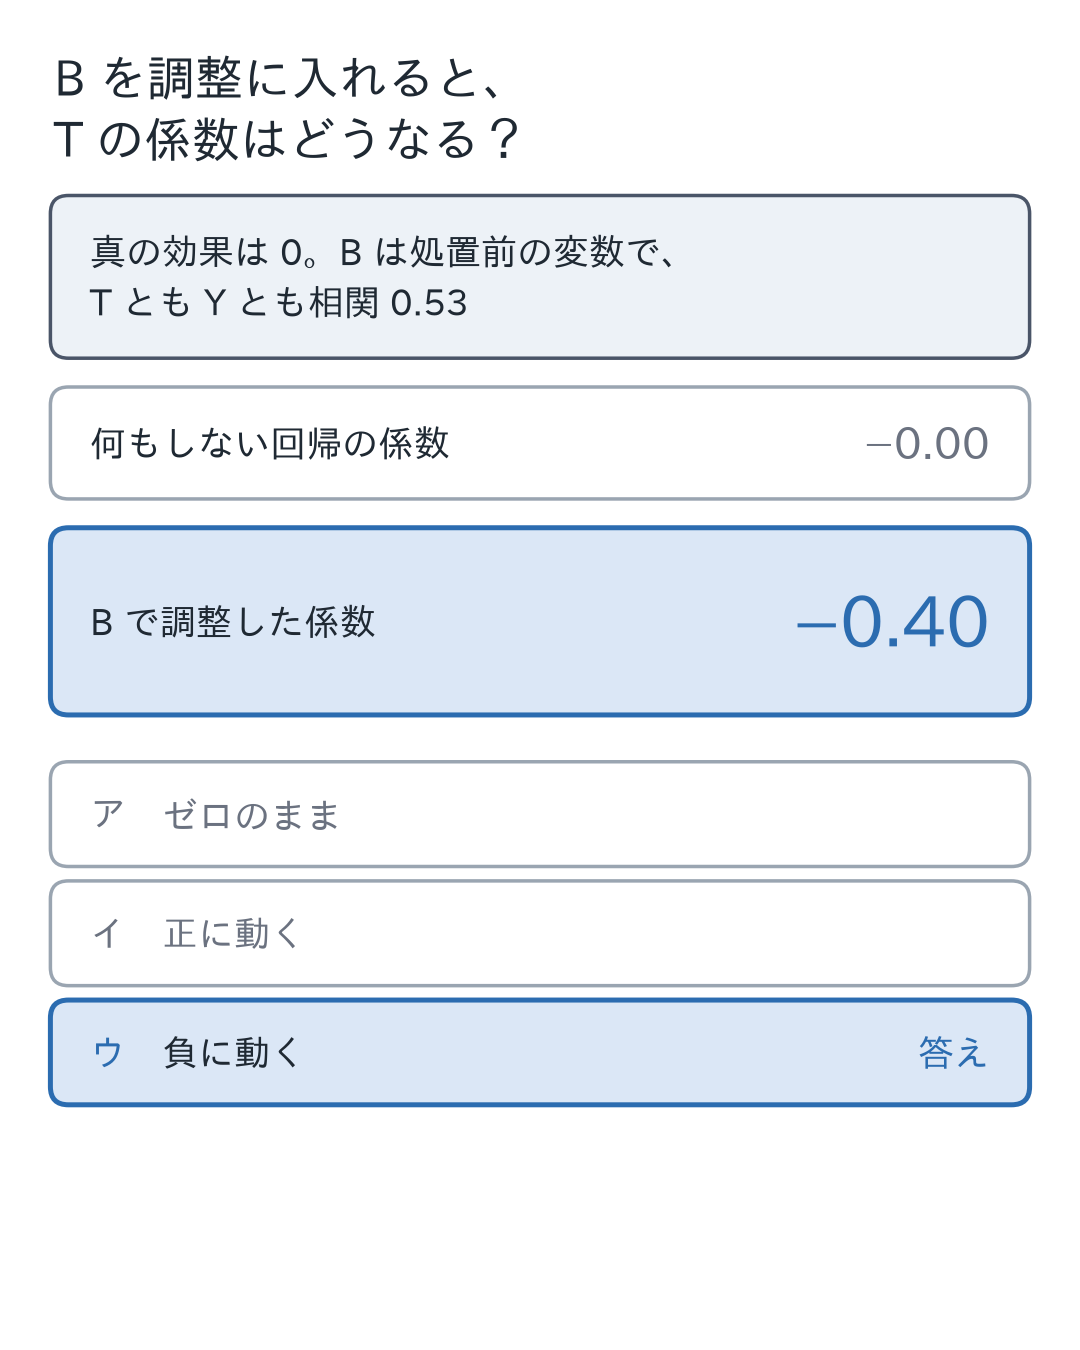 B を調整に入れると、
T の係数はどうなる？
真の効果は 0。B は処置前の変数で、
T とも Y とも相関 0.53
何もしない回帰の係数 −0.00
B で調整した係数 −0.40
ア ゼロのまま
イ 正に動く
ウ 負に動く 答え